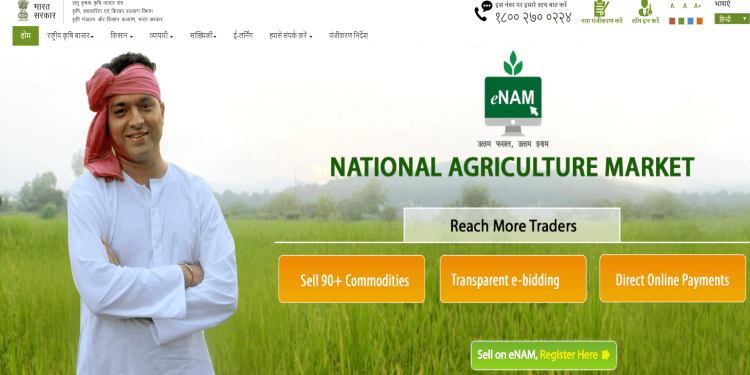 भारत
सरकार
लघु कृषक कृषि व्यापार संघ
कृषि, सहकारिता एवं किसान कल्याण विभाग
कृषि मंत्रालय और किसान कल्याण, भारत सरकार
इस नंबर पर हमारे साथ बात करें
१८०० २७० ०२२४
नया पंजीकरण करें
लॉग इन करें
A- A A+
भाषाएँ
हिन्दी
होम राष्ट्रीय कृषि बाजार किसान व्यापारी सांख्यिकी ई-लर्निंग हमसे संपर्क करें पंजीकरण निर्देश
eNAM
उत्तम फसल, उत्तम इनाम
NATIONAL AGRICULTURE MARKET
Reach More Traders
Sell 90+ Commodities Transparent e-bidding Direct Online Payments
Sell on eNAM, Register Here